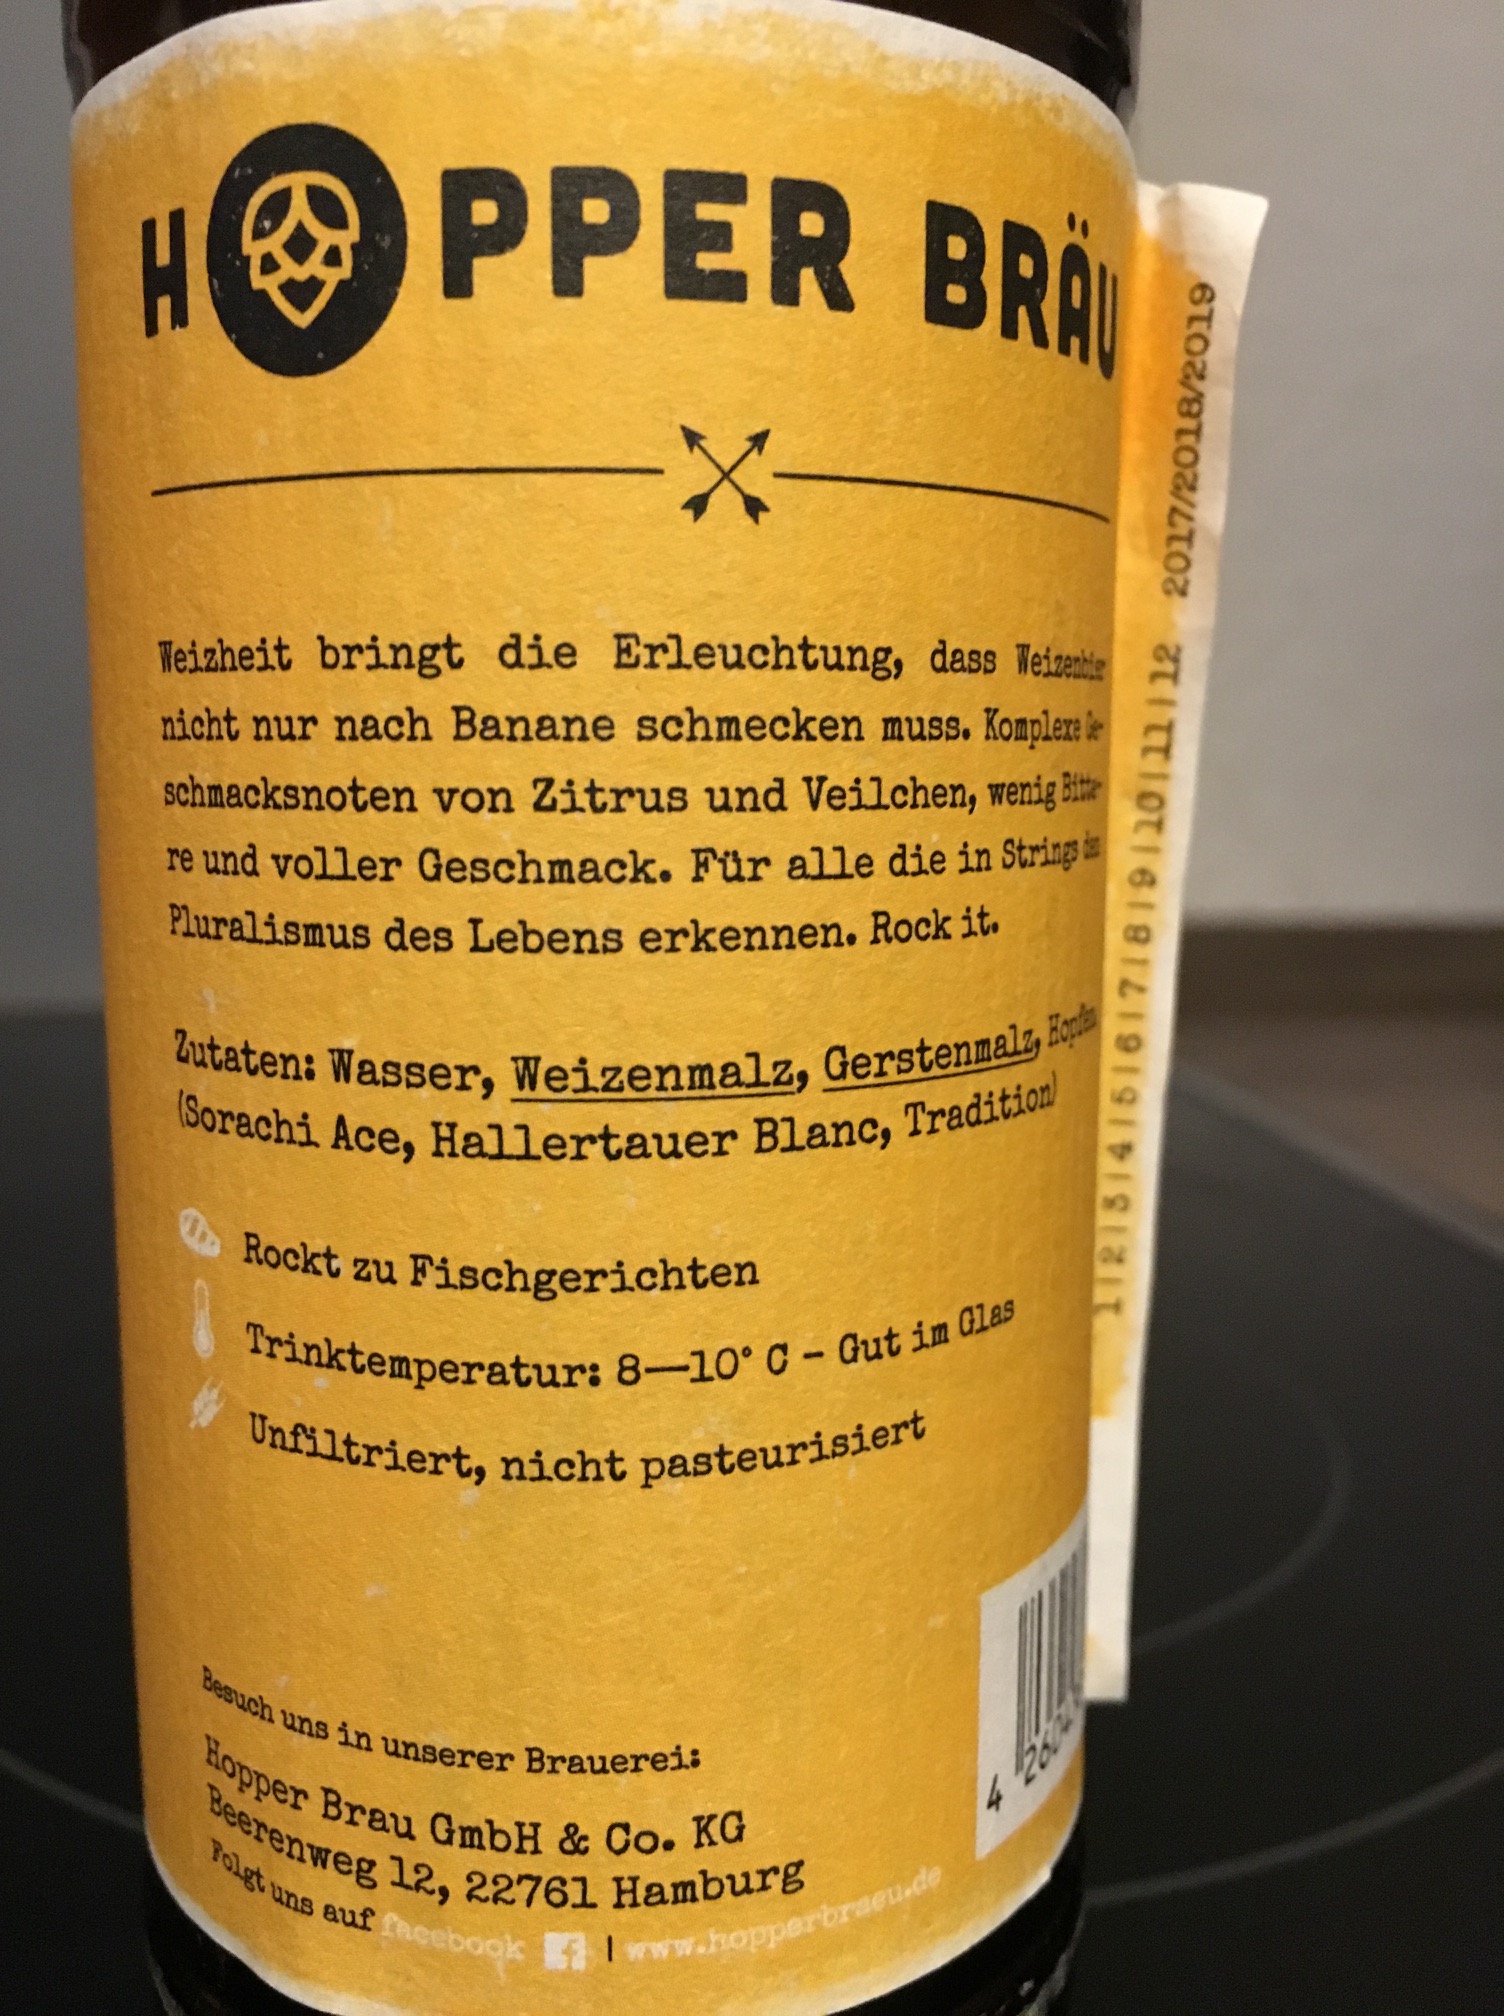 HOPPER BRÄU
Weizheit bringt die Erleuchtung, dass Weizenbier
nicht nur nach Banane schmecken muss. Komplexe Ge-
schmacksnoten von Zitrus und Veilchen, wenig Bitte-
re und voller Geschmack. Für alle die in Strings den
Pluralismus des Lebens erkennen. Rock it.
Zutaten: Wasser, Weizenmalz, Gerstenmalz, Hopfen
(Sorachi Ace, Hallertauer Blanc, Tradition)
Rockt zu Fischgerichten
Trinktemperatur: 8—10° C - Gut im Glas
Unfiltriert, nicht pasteurisiert
Besuch uns in unserer Brauerei:
Hopper Brau GmbH & Co. KG
Beerenweg 12, 22761 Hamburg
Folgt uns auf facebook f | www.hopperbraeu.de
4 2604
1|2|3|4|5|6|7|8|9|10|11|12 2017/2018/2019